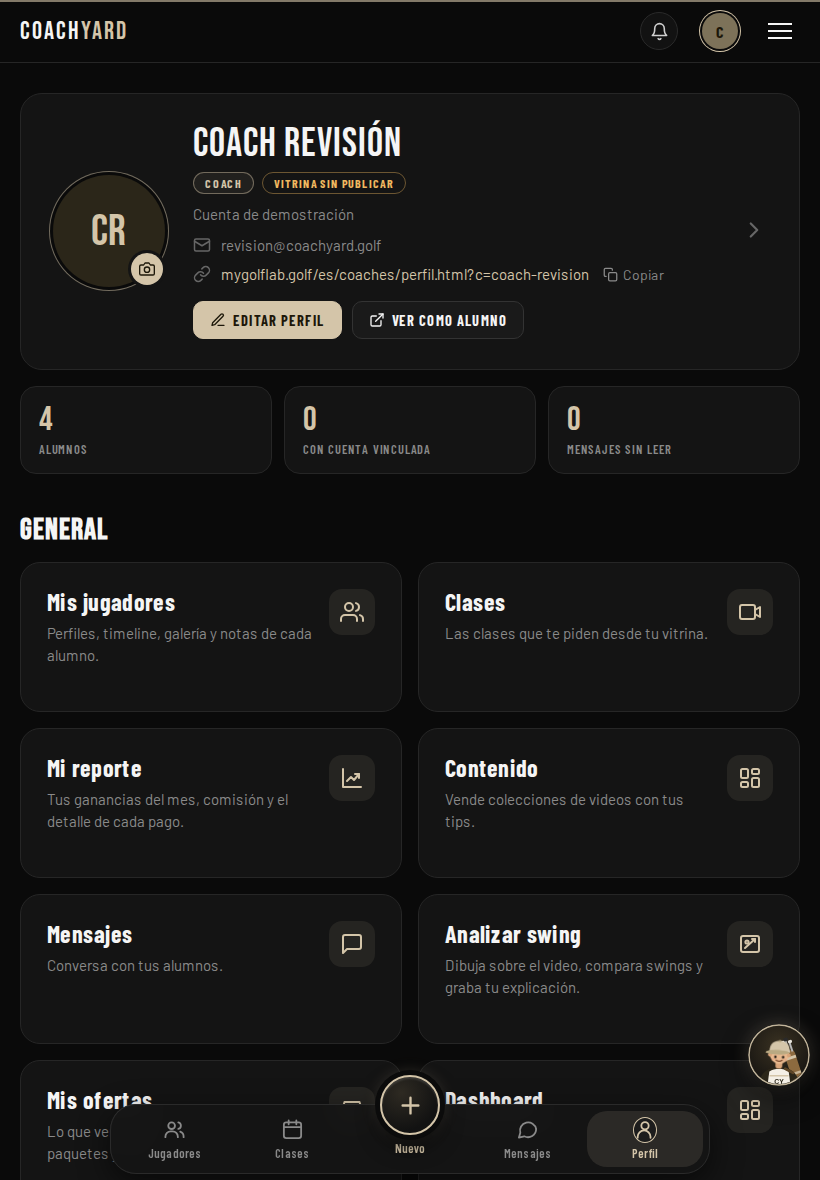 COACHYARD
C
COACH REVISIÓN
COACH
VITRINA SIN PUBLICAR
CR
Cuenta de demostración
revision@coachyard.golf
mygolflab.golf/es/coaches/perfil.html?c=coach-revision
Copiar
EDITAR PERFIL
VER COMO ALUMNO
4
ALUMNOS
0
CON CUENTA VINCULADA
0
MENSAJES SIN LEER
GENERAL
Mis jugadores
Perfiles, timeline, galería y notas de cada
alumno.
Clases
Las clases que te piden desde tu vitrina.
Mi reporte
Tus ganancias del mes, comisión y el
detalle de cada pago.
Contenido
Vende colecciones de videos con tus
tips.
Mensajes
Conversa con tus alumnos.
Analizar swing
Dibuja sobre el video, compara swings y
graba tu explicación.
CY
Mis ofertas
Lo que ve
paquetes
Dashboard
Jugadores
Clases
Nuevo
Mensajes
Perfil